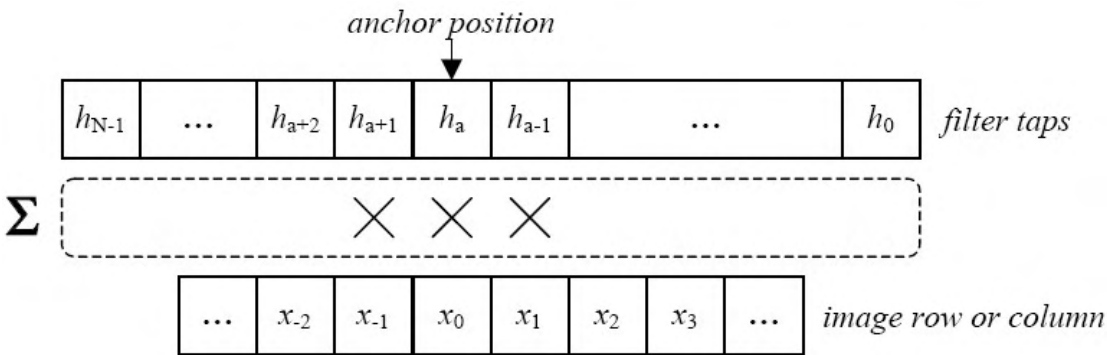 anchor position
h_{N-1} ... h_{a+2} h_{a+1} h_a h_{a-1} ... h_0 filter taps
Σ × × ×
... x_{-2} x_{-1} x_0 x_1 x_2 x_3 ... image row or column